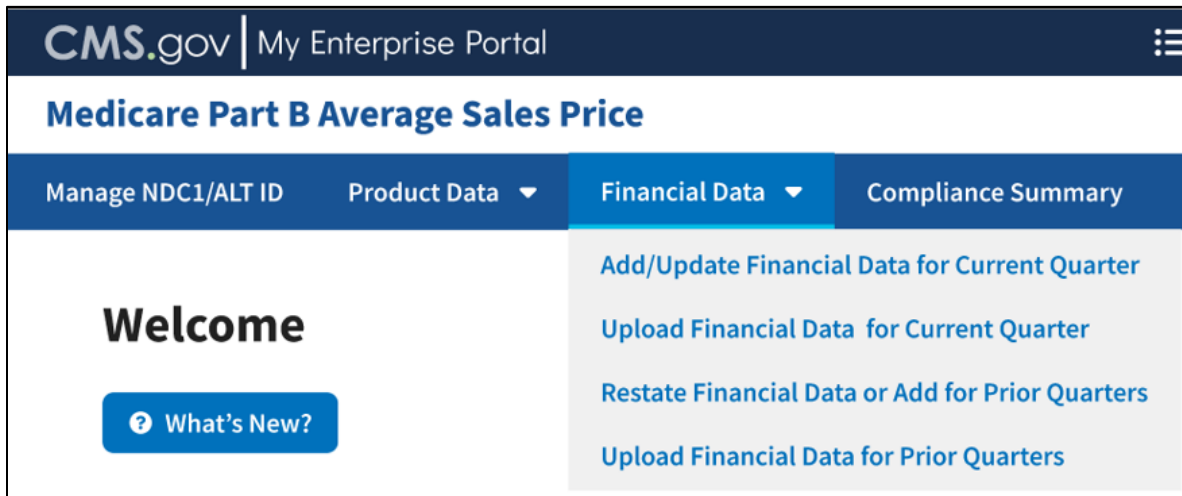 CMS.gov My Enterprise Portal
Medicare Part B Average Sales Price
Manage NDC1/ALT ID Product Data Financial Data Compliance Summary
Add/Update Financial Data for Current Quarter
Welcome
Upload Financial Data for Current Quarter
Restate Financial Data or Add for Prior Quarters
? What's New?
Upload Financial Data for Prior Quarters